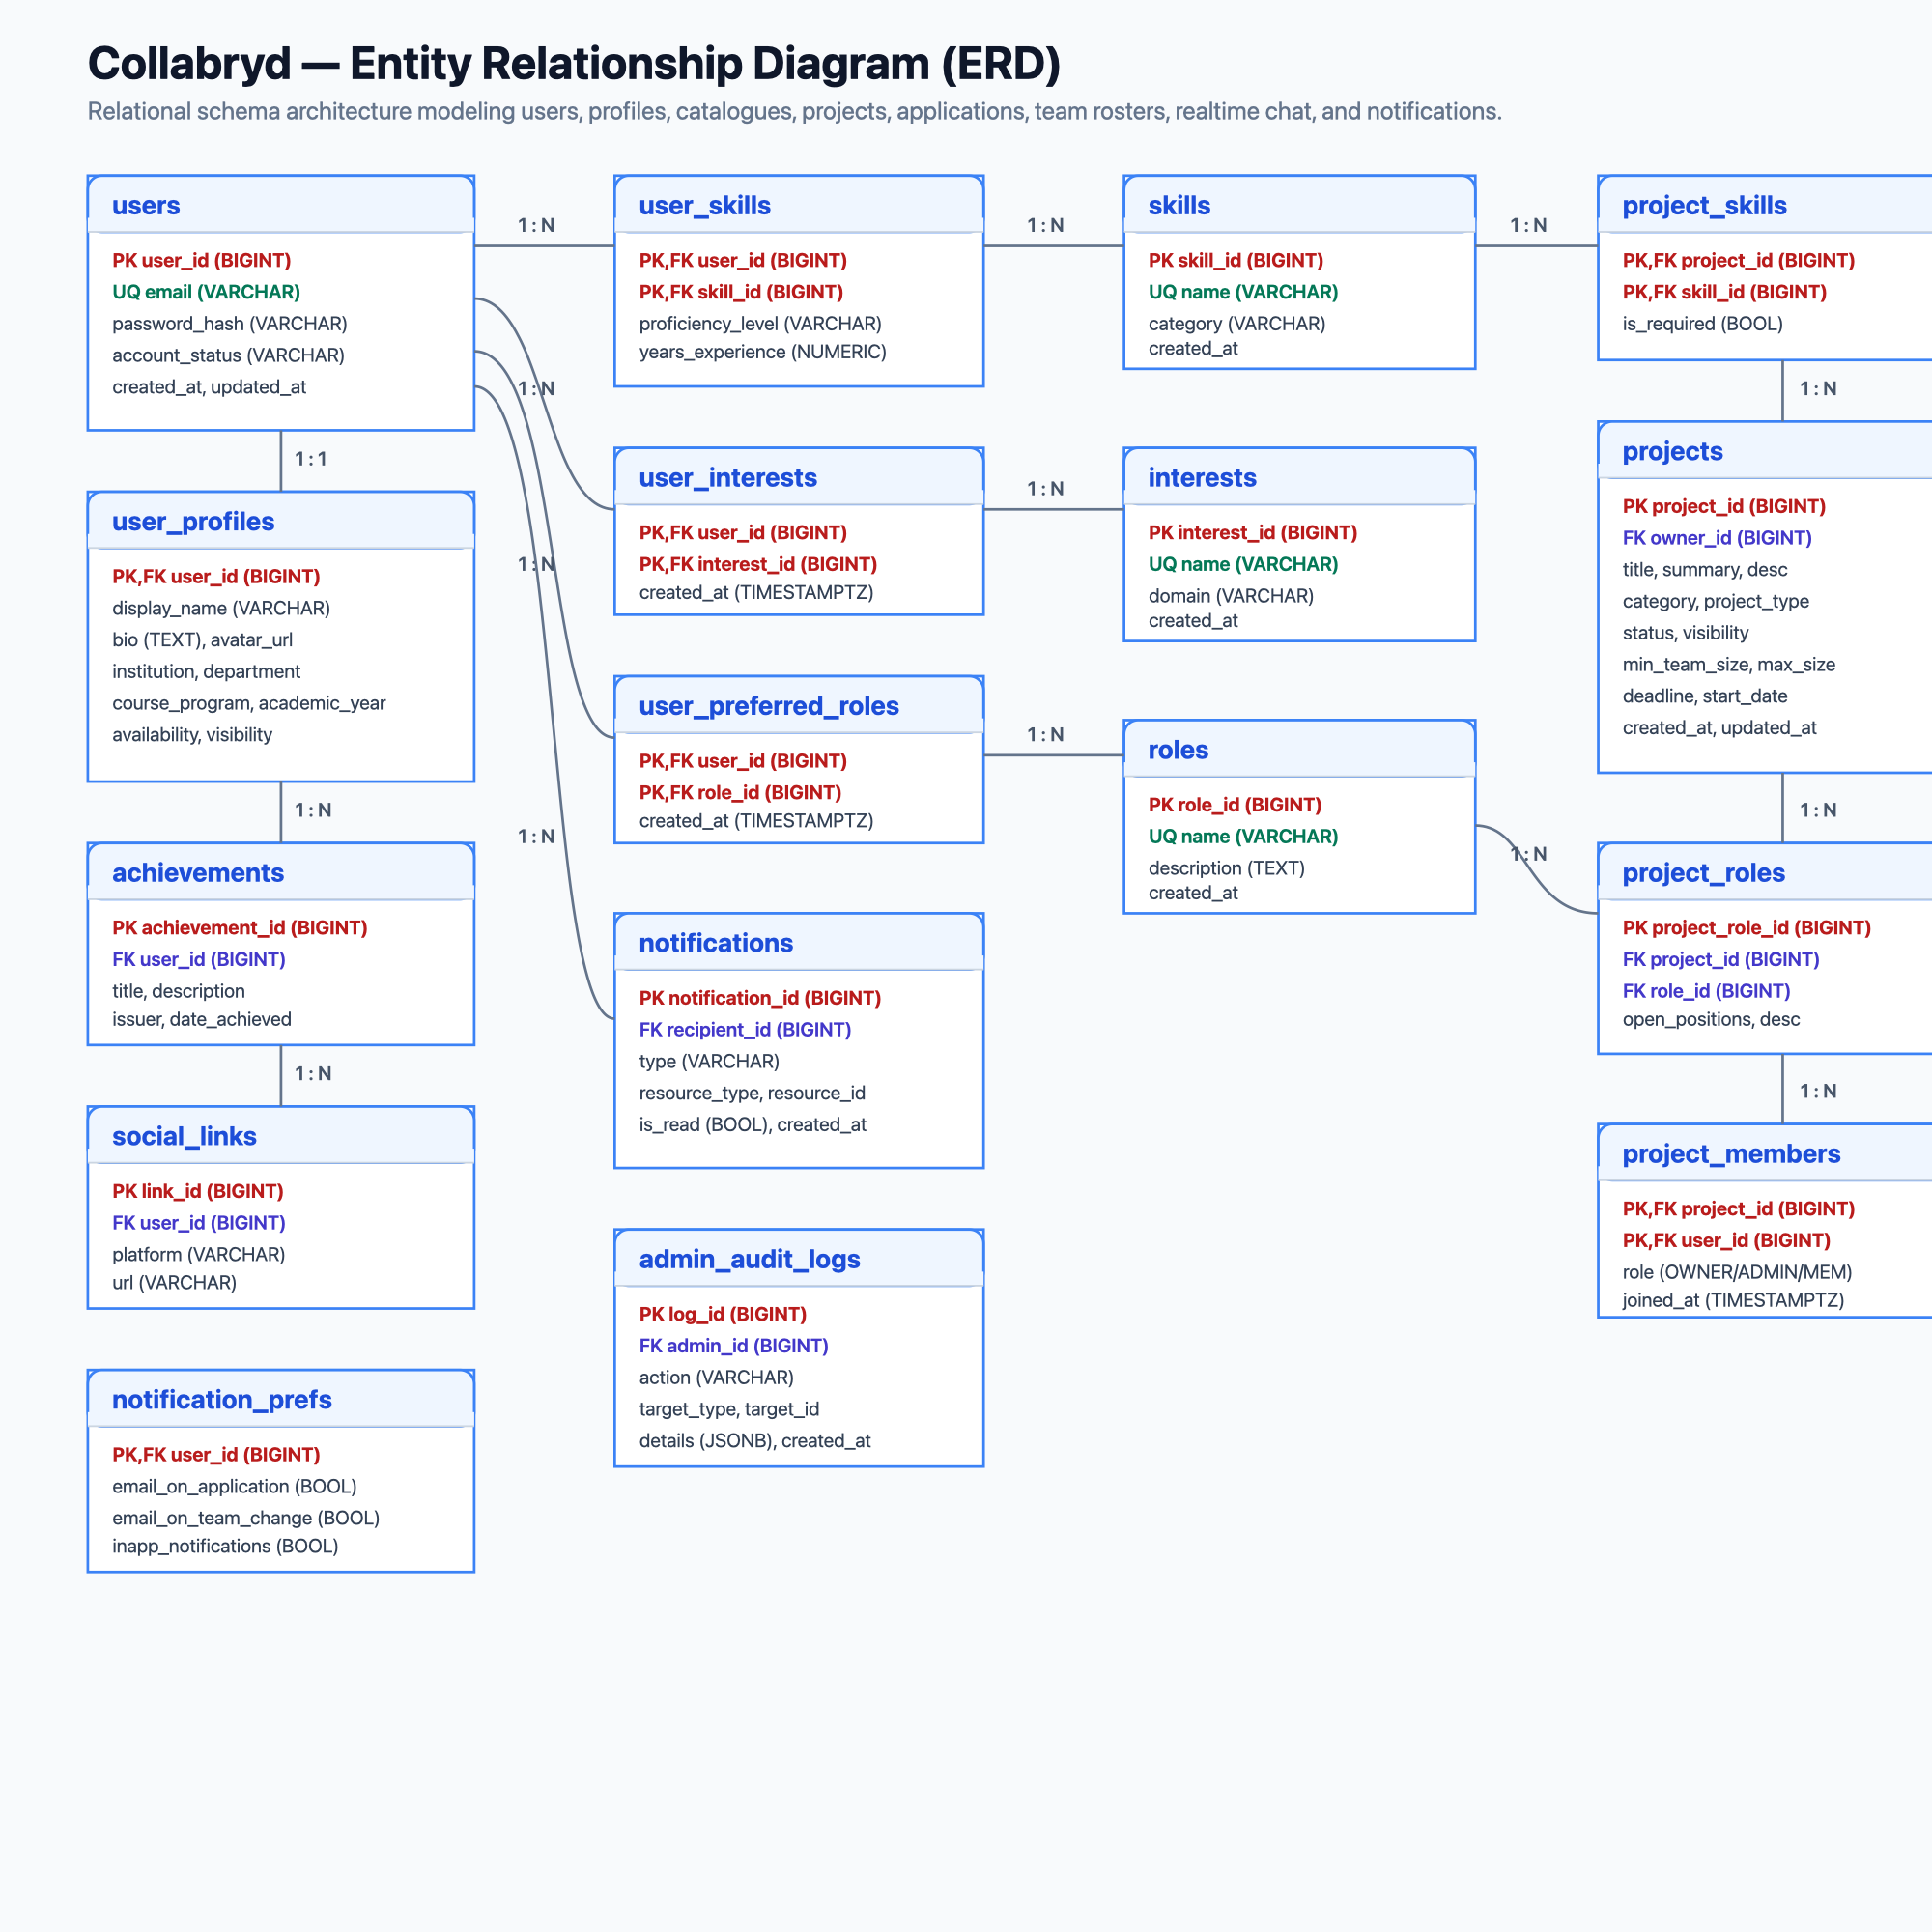 Collabryd — Entity Relationship Diagram (ERD)
Relational schema architecture modeling users, profiles, catalogues, projects, applications, team rosters, realtime chat, and notifications.
users
PK user_id (BIGINT)
UQ email (VARCHAR)
password_hash (VARCHAR)
account_status (VARCHAR)
created_at, updated_at
1:1
user_profiles
PK,FK user_id (BIGINT)
display_name (VARCHAR)
bio (TEXT), avatar_url
institution, department
course_program, academic_year
availability, visibility
1:N
achievements
PK achievement_id (BIGINT)
FK user_id (BIGINT)
title, description
issuer, date_achieved
1:N
social_links
PK link_id (BIGINT)
FK user_id (BIGINT)
platform (VARCHAR)
url (VARCHAR)
notification_prefs
PK,FK user_id (BIGINT)
email_on_application (BOOL)
email_on_team_change (BOOL)
inapp_notifications (BOOL)
1:N
1:N
1:N
1:N
user_skills
PK,FK user_id (BIGINT)
PK,FK skill_id (BIGINT)
proficiency_level (VARCHAR)
years_experience (NUMERIC)
user_interests
PK,FK user_id (BIGINT)
PK,FK interest_id (BIGINT)
created_at (TIMESTAMPTZ)
user_preferred_roles
PK,FK user_id (BIGINT)
PK,FK role_id (BIGINT)
created_at (TIMESTAMPTZ)
notifications
PK notification_id (BIGINT)
FK recipient_id (BIGINT)
type (VARCHAR)
resource_type, resource_id
is_read (BOOL), created_at
admin_audit_logs
PK log_id (BIGINT)
FK admin_id (BIGINT)
action (VARCHAR)
target_type, target_id
details (JSONB), created_at
1:N
1:N
1:N
skills
PK skill_id (BIGINT)
UQ name (VARCHAR)
category (VARCHAR)
created_at
interests
PK interest_id (BIGINT)
UQ name (VARCHAR)
domain (VARCHAR)
created_at
roles
PK role_id (BIGINT)
UQ name (VARCHAR)
description (TEXT)
created_at
1:N
1:N
project_skills
PK,FK project_id (BIGINT)
PK,FK skill_id (BIGINT)
is_required (BOOL)
1:N
projects
PK project_id (BIGINT)
FK owner_id (BIGINT)
title, summary, desc
category, project_type
status, visibility
min_team_size, max_size
deadline, start_date
created_at, updated_at
1:N
project_roles
PK project_role_id (BIGINT)
FK project_id (BIGINT)
FK role_id (BIGINT)
open_positions, desc
1:N
project_members
PK,FK project_id (BIGINT)
PK,FK user_id (BIGINT)
role (OWNER/ADMIN/MEM)
joined_at (TIMESTAMPTZ)